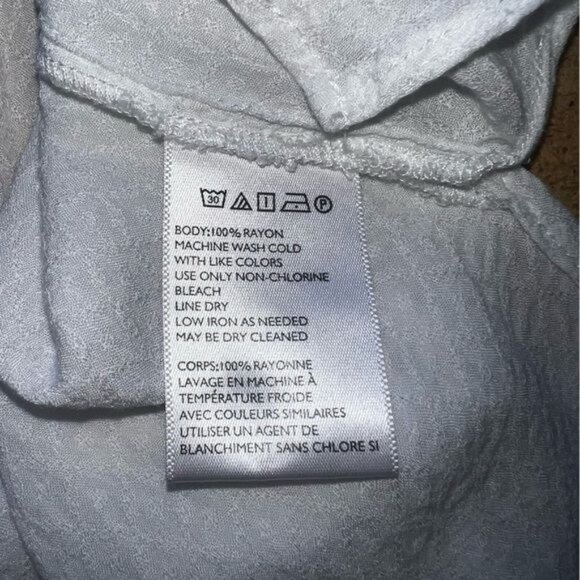 30 P
BODY:100% RAYON
MACHINE WASH COLD
WITH LIKE COLORS
USE ONLY NON-CHLORINE
BLEACH
LINE DRY
LOW IRON AS NEEDED
MAY BE DRY CLEANED
CORPS:100% RAYONNE
LAVAGE EN MACHINE À
TEMPÉRATURE FROIDE
AVEC COULEURS SIMILAIRES
UTILISER UN AGENT DE
BLANCHIMENT SANS CHLORE SI